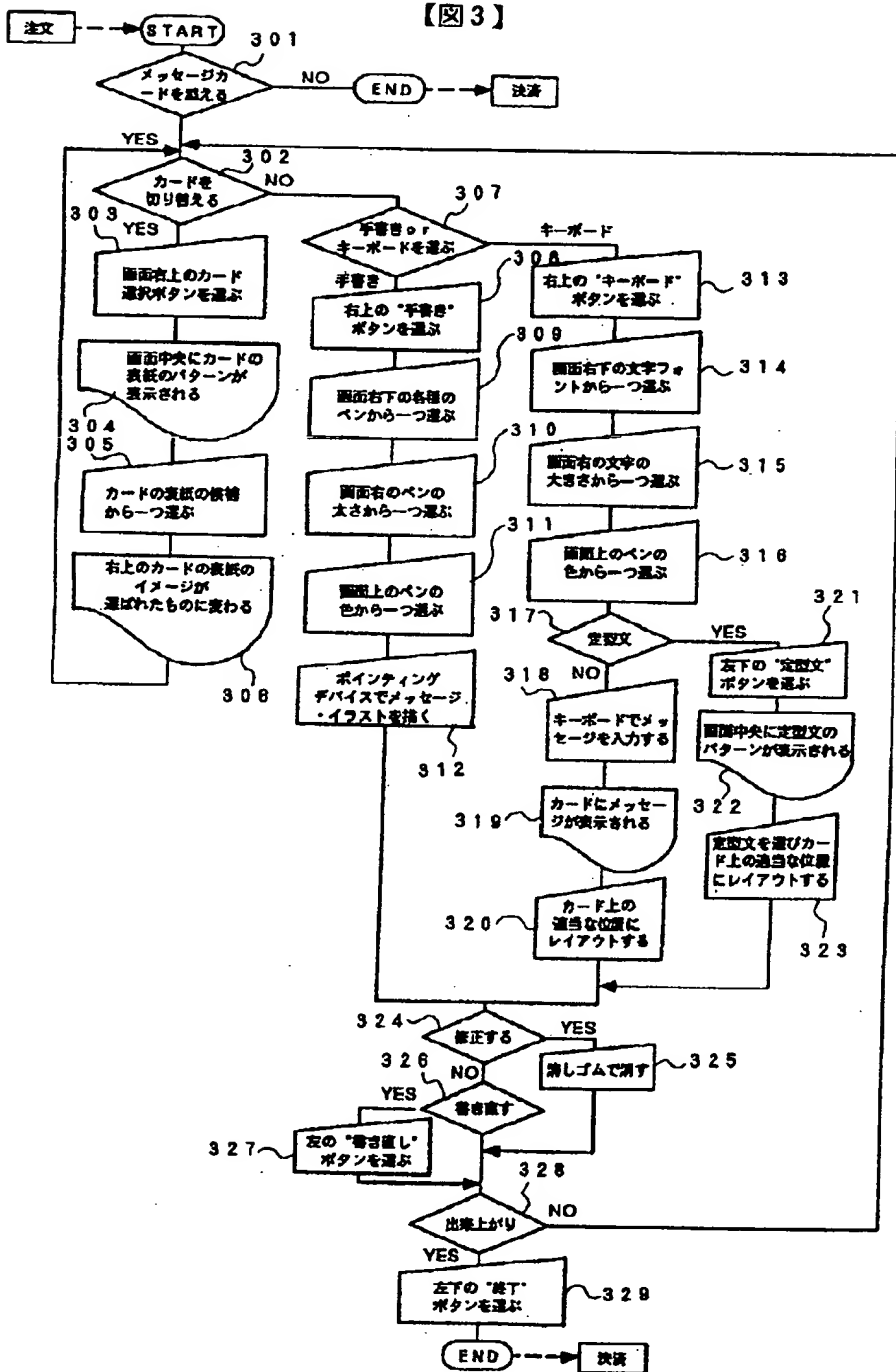 【図3】
注文
START
301
メッセージカ
ードを添える
NO
END
決済
YES
302
カードを
切り替える
NO
303
YES
画面右上のカード
選択ボタンを選ぶ
画面中央にカードの
表紙のパターンが
表示される
304
305
カードの表紙の候補
から一つ選ぶ
右上のカードの表紙の
イメージが
選ばれたものに変わる
306
307
手書きor
キーボードを選ぶ
キーボード
手書き
308
右上の"手書き"
ボタンを選ぶ
309
画面右下の各種の
ペンから一つ選ぶ
310
画面右のペンの
太さから一つ選ぶ
311
画面上のペンの
色から一つ選ぶ
ポインティング
デバイスでメッセージ
・イラストを描く
312
右上の"キーボード"
ボタンを選ぶ
313
314
画面右下の文字フォ
ントから一つ選ぶ
画面右の文字の
大きさから一つ選ぶ
315
画面上のペンの
色から一つ選ぶ
316
317
定型文
YES
321
NO
318
左下の"定型文"
ボタンを選ぶ
キーボードでメッ
セージを入力する
画面中央に定型文の
パターンが表示される
322
319
カードにメッセー
ジが表示される
定型文を選びカー
ド上の適当な位置
にレイアウトする
323
320
カード上の
適当な位置に
レイアウトする
324
修正する
YES
325
消しゴムで消す
326
NO
YES
書き直す
327
左の"書き直し"
ボタンを選ぶ
328
出来上がり
NO
YES
左下の"終了"
ボタンを選ぶ
329
END
決済